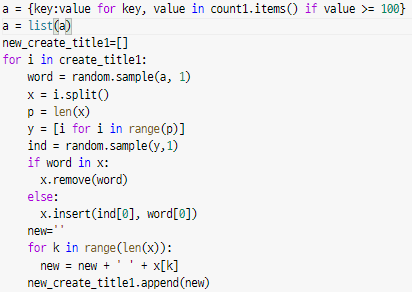 a = {key:value for key, value in count1.items() if value >= 100}
a = list(a)
new_create_title1=[]
for i in create_title1:
    word = random.sample(a, 1)
    x = i.split()
    p = len(x)
    y = [i for i in range(p)]
    ind = random.sample(y,1)
    if word in x:
      x.remove(word)
    else:
      x.insert(ind[0], word[0])
    new=''
    for k in range(len(x)):
      new = new + ' ' + x[k]
    new_create_title1.append(new)